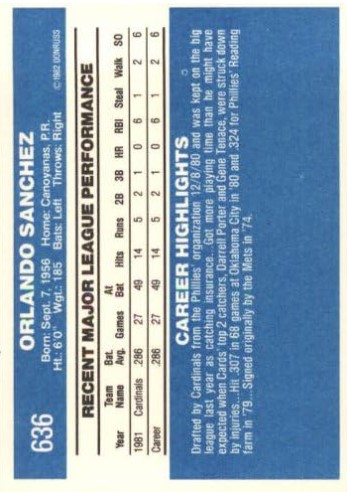 636
ORLANDO SANCHEZ
Born: Sept. 7, 1956 Home: Canoyanas, P.R.
Ht.: 6'0" Wgt.: 185 Bats: Left Throws: Right
© 1982 DONRUSS
RECENT MAJOR LEAGUE PERFORMANCE
Year Team Name Bat. Avg. Games At Bat Hits Runs 2B 3B HR RBI Steal Walk SO
1981 Cardinals .286 27 49 14 5 2 1 0 6 1 2 6
Career .286 27 49 14 5 2 1 0 6 1 2 6
CAREER HIGHLIGHTS
Drafted by Cardinals from the Phillies' organization 12/8/80 and was kept on the big
league last year as catching insurance. Got more playing time than he might have
expected when Cards top 2 catchers, Darrell Porter and Gene Tenace, were struck down
by injuries...Hit .307 in 68 games at Oklahoma City in '80 and .324 for Phillies' Reading
farm in '79...Signed originally by the Mets in '74.